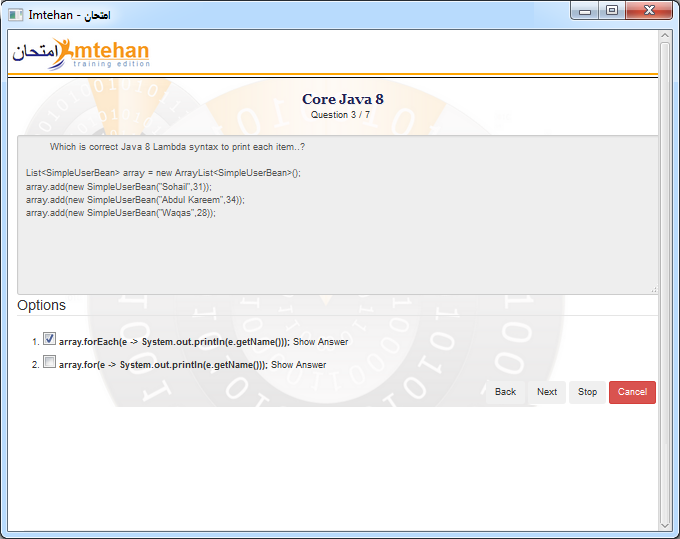 Imtehan - امتحان
امتحان Imtehan
training edition
Core Java 8
Question 3 / 7
Which is correct Java 8 Lambda syntax to print each item..?
List<SimpleUserBean> array = new ArrayList<SimpleUserBean>();
array.add(new SimpleUserBean("Sohail",31));
array.add(new SimpleUserBean("Abdul Kareem",34));
array.add(new SimpleUserBean("Waqas",28));
Options
1. array.forEach(e -> System.out.println(e.getName())); Show Answer
2. array.for(e -> System.out.println(e.getName())); Show Answer
Back Next Stop Cancel